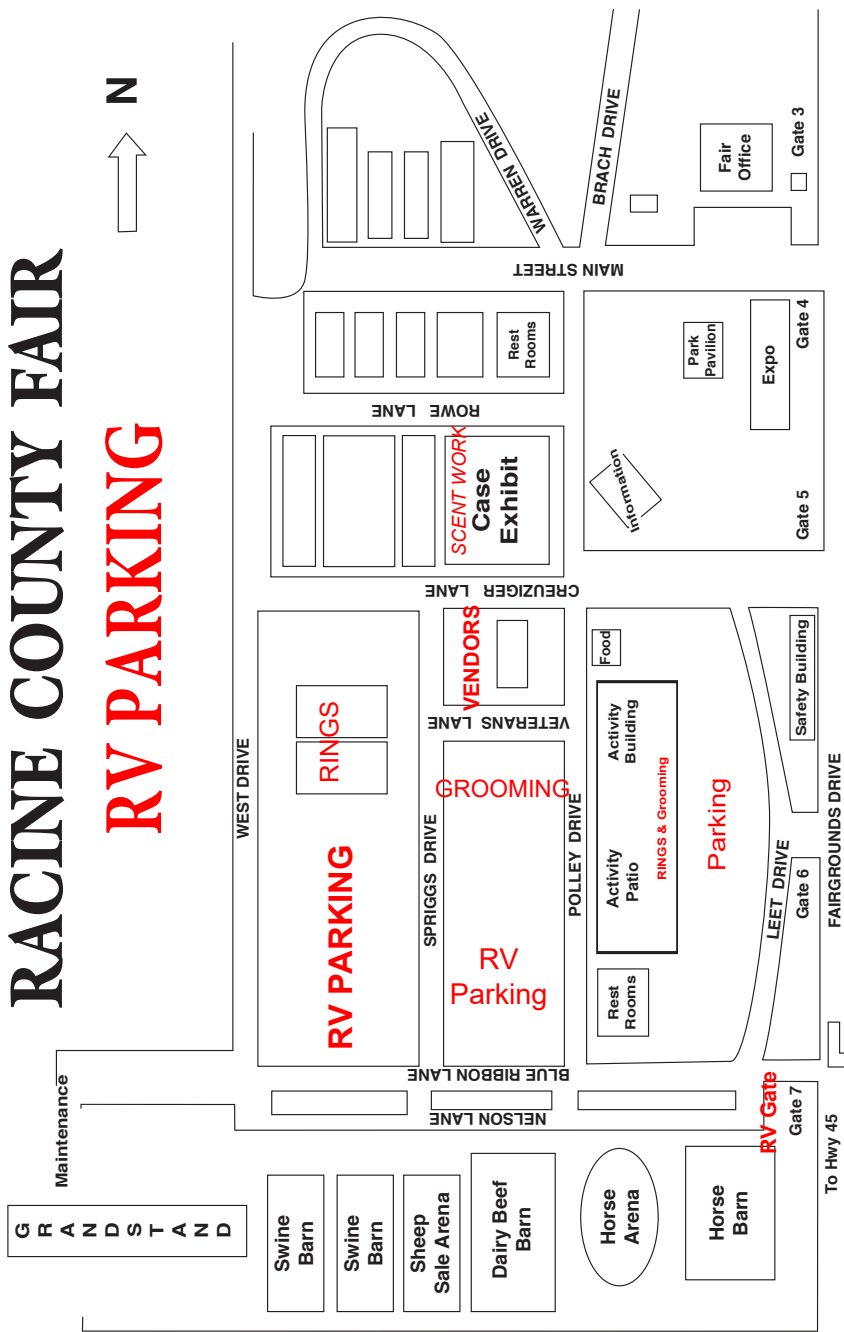 RACINE COUNTY FAIR
RV PARKING
N
Maintenance
GRANDSTAND
WEST DRIVE
WARREN DRIVE
BRACH DRIVE
Fair
Office
Gate 3
MAIN STREET
Rest
Rooms
Park
Pavilion
Expo
Gate 4
ROWE LANE
SCENT WORK
Case
Exhibit
Information
Gate 5
CREUZIGER LANE
RINGS
VENDORS
Food
VETERANS LANE
Activity
Building
Safety Building
RV PARKING
SPRIGGS DRIVE
GROOMING
RV
Parking
POLLEY DRIVE
Activity
Patio
RINGS & Grooming
Parking
Rest
Rooms
LEET DRIVE
Gate 6
FAIRGROUNDS DRIVE
BLUE RIBBON LANE
NELSON LANE
RV Gate
Gate 7
To Hwy 45
Swine
Barn
Swine
Barn
Sheep
Sale Arena
Dairy Beef
Barn
Horse
Arena
Horse
Barn